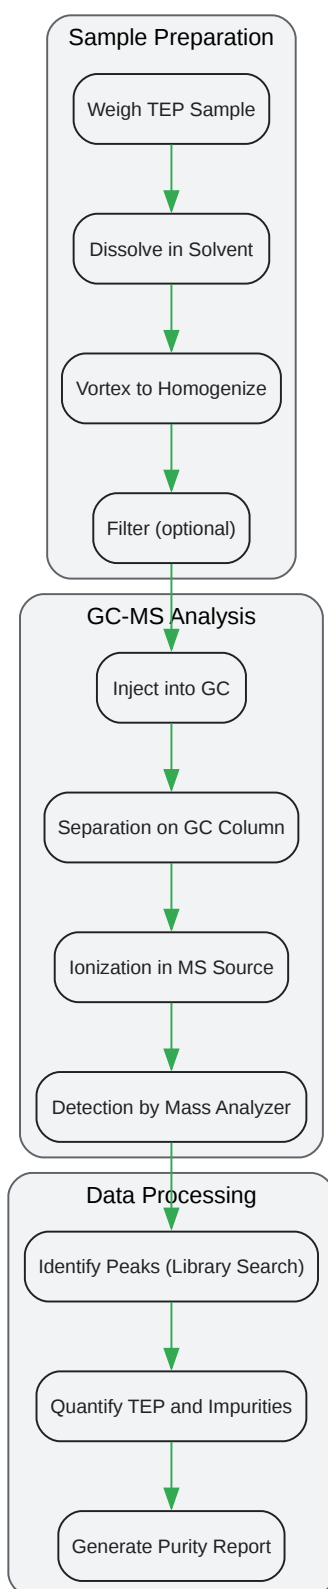 Sample Preparation
Weigh TEP Sample
Dissolve in Solvent
Vortex to Homogenize
Filter (optional)
GC-MS Analysis
Inject into GC
Separation on GC Column
Ionization in MS Source
Detection by Mass Analyzer
Data Processing
Identify Peaks (Library Search)
Quantify TEP and Impurities
Generate Purity Report